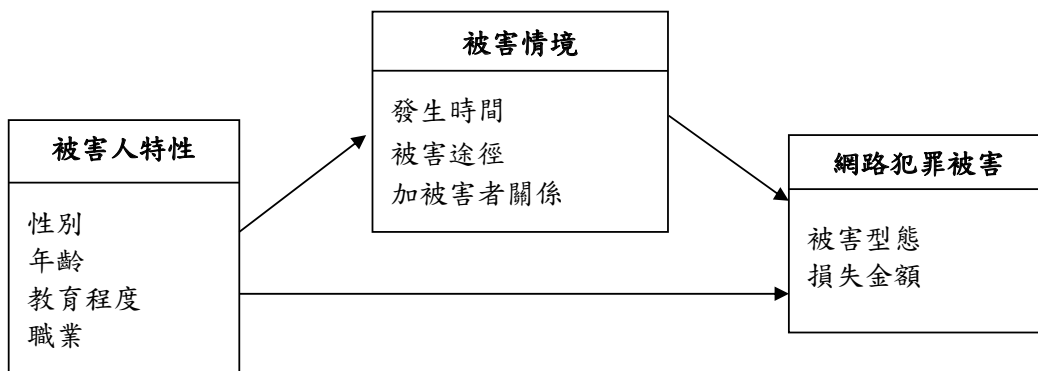 被害情境
發生時間
被害途徑
加被害者關係
被害人特性
性別
年齡
教育程度
職業
網路犯罪被害
被害型態
損失金額